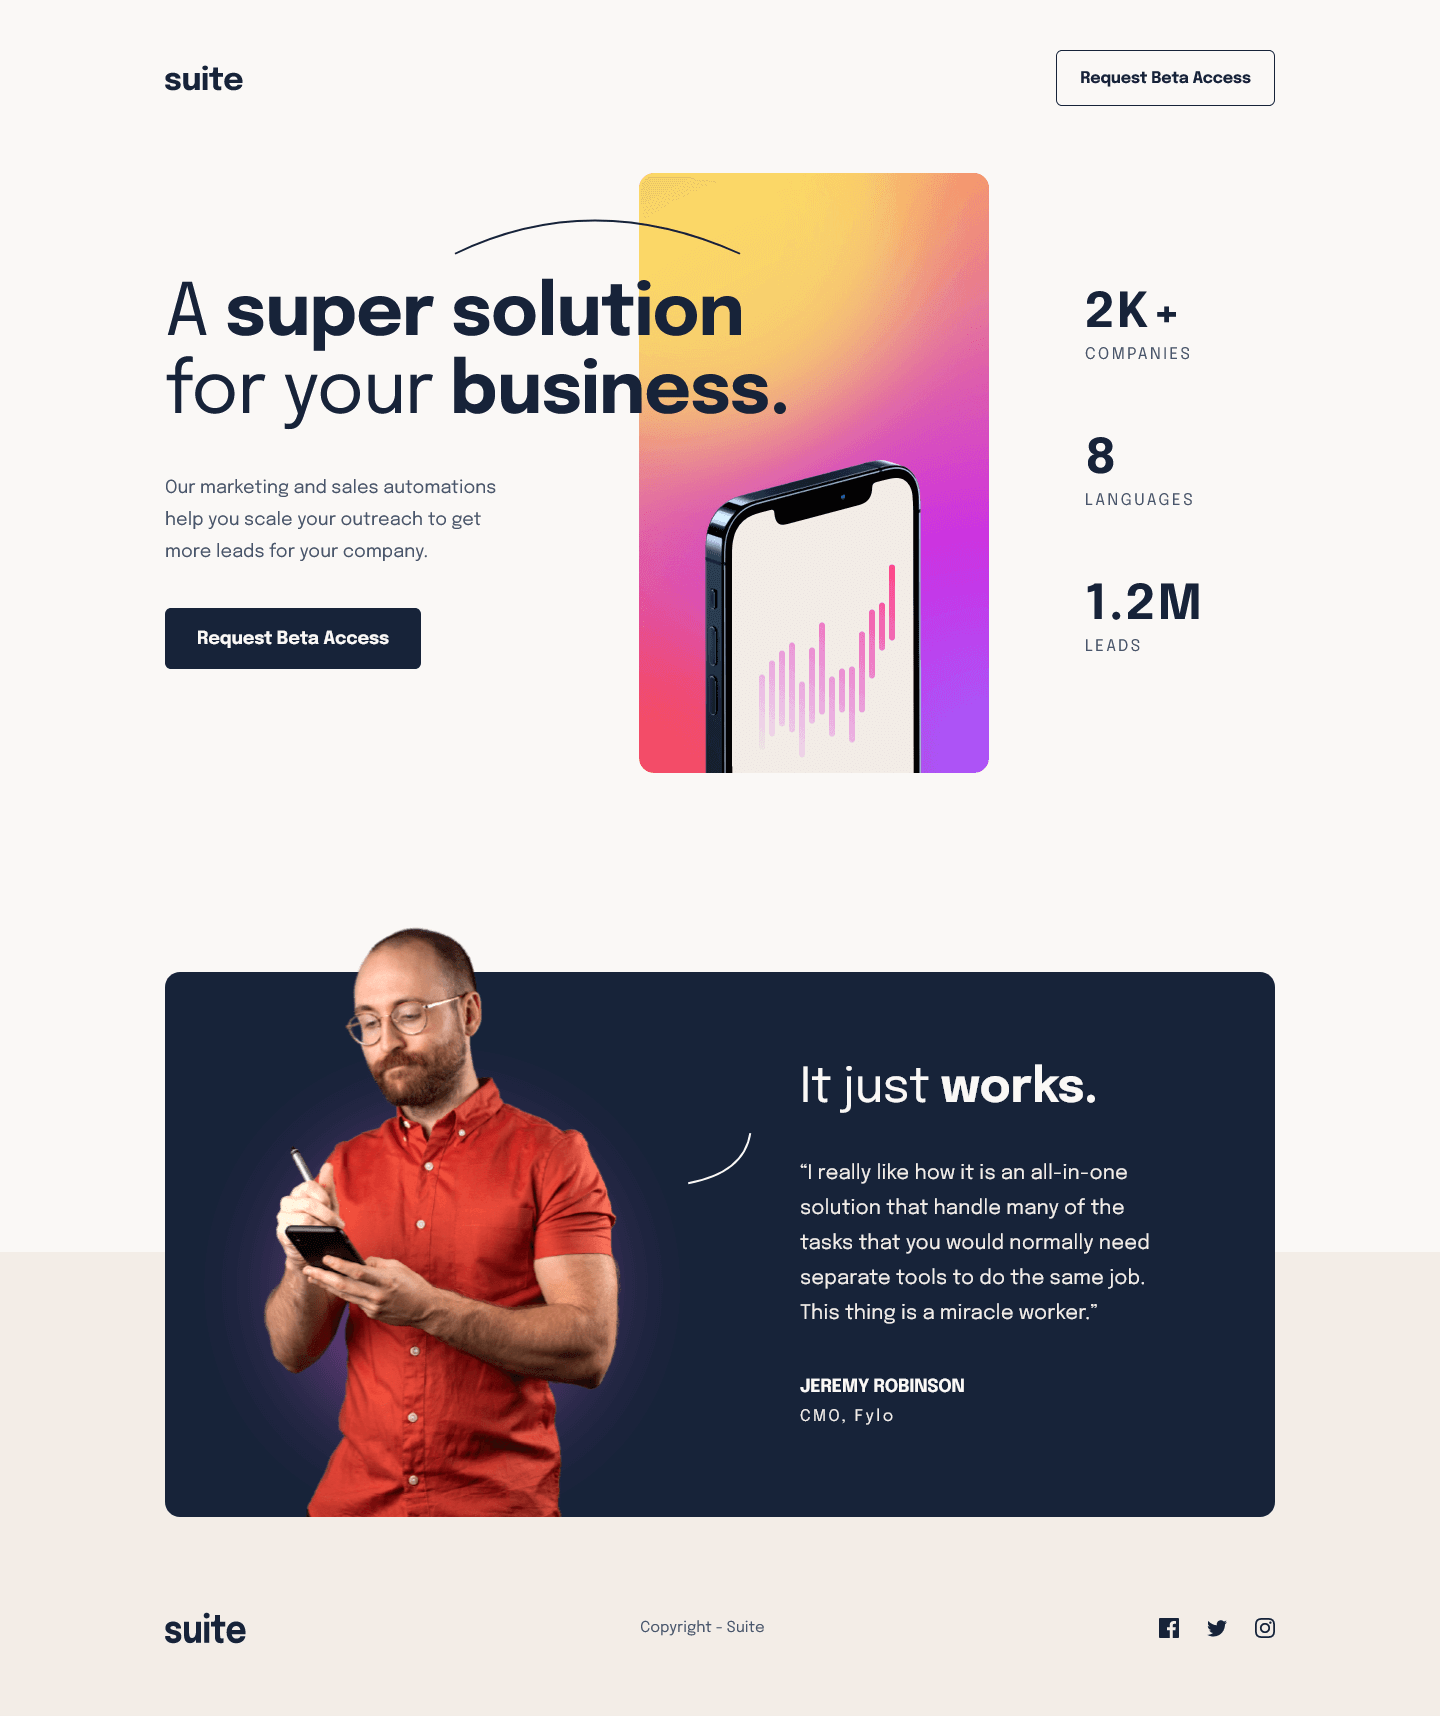 suite
Request Beta Access
A super solution
for your business.
Our marketing and sales automations
help you scale your outreach to get
more leads for your company.
Request Beta Access
2K+
COMPANIES
8
LANGUAGES
1.2M
LEADS
It just works.
“I really like how it is an all-in-one
solution that handle many of the
tasks that you would normally need
separate tools to do the same job.
This thing is a miracle worker.”
JEREMY ROBINSON
CMO, Fylo
suite
Copyright - Suite